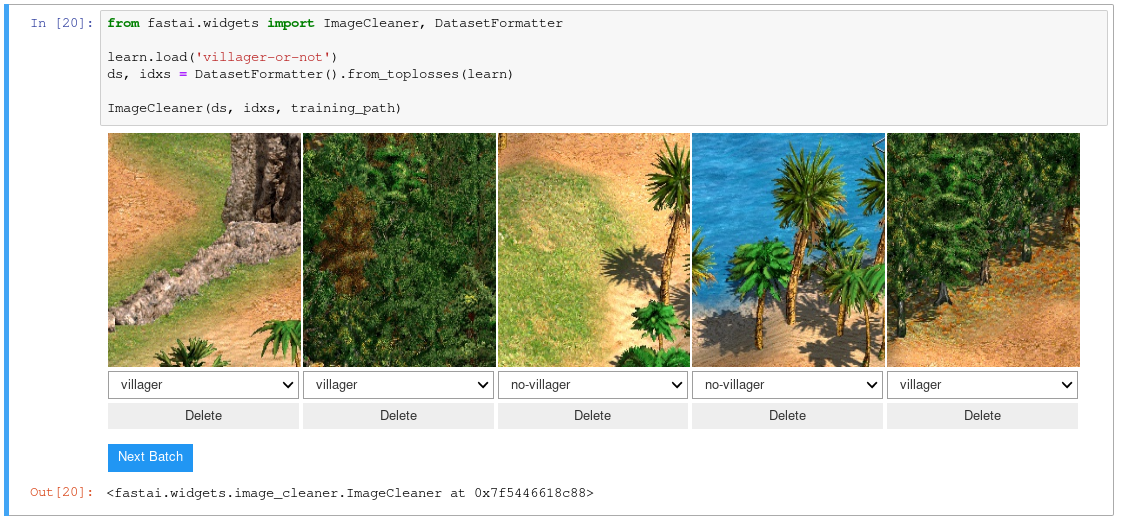 In [20]: from fastai.widgets import ImageCleaner, DatasetFormatter
learn.load('villager-or-not')
ds, idxs = DatasetFormatter().from_toplosses(learn)
ImageCleaner(ds, idxs, training_path)
villager villager no-villager no-villager villager
Delete Delete Delete Delete Delete
Next Batch
Out[20]: <fastai.widgets.image_cleaner.ImageCleaner at 0x7f5446618c88>